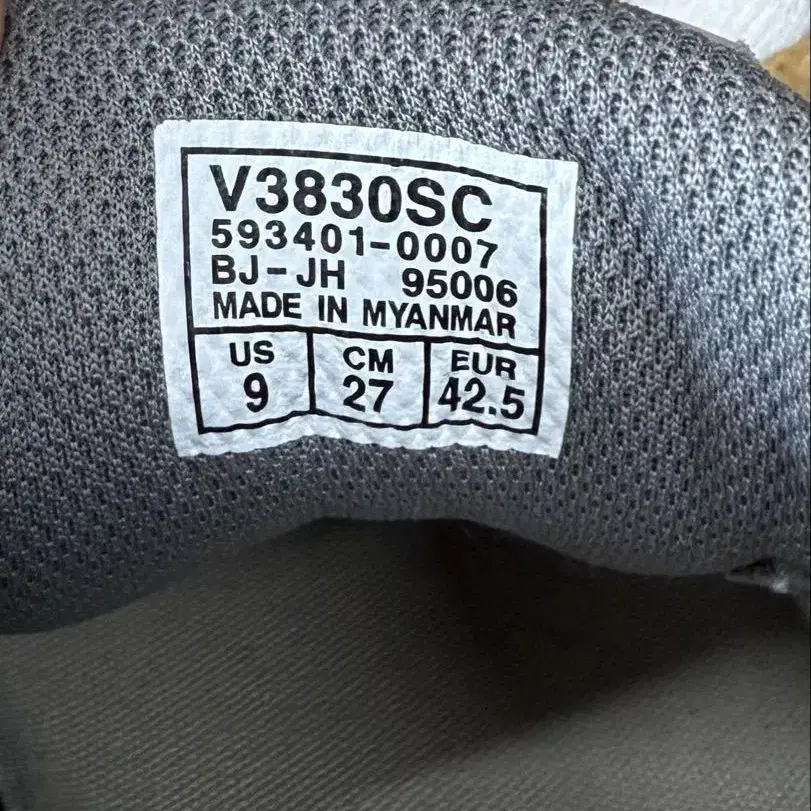 V3830SC
593401-0007
BJ-JH 95006
MADE IN MYANMAR
US CM EUR
9 27 42.5